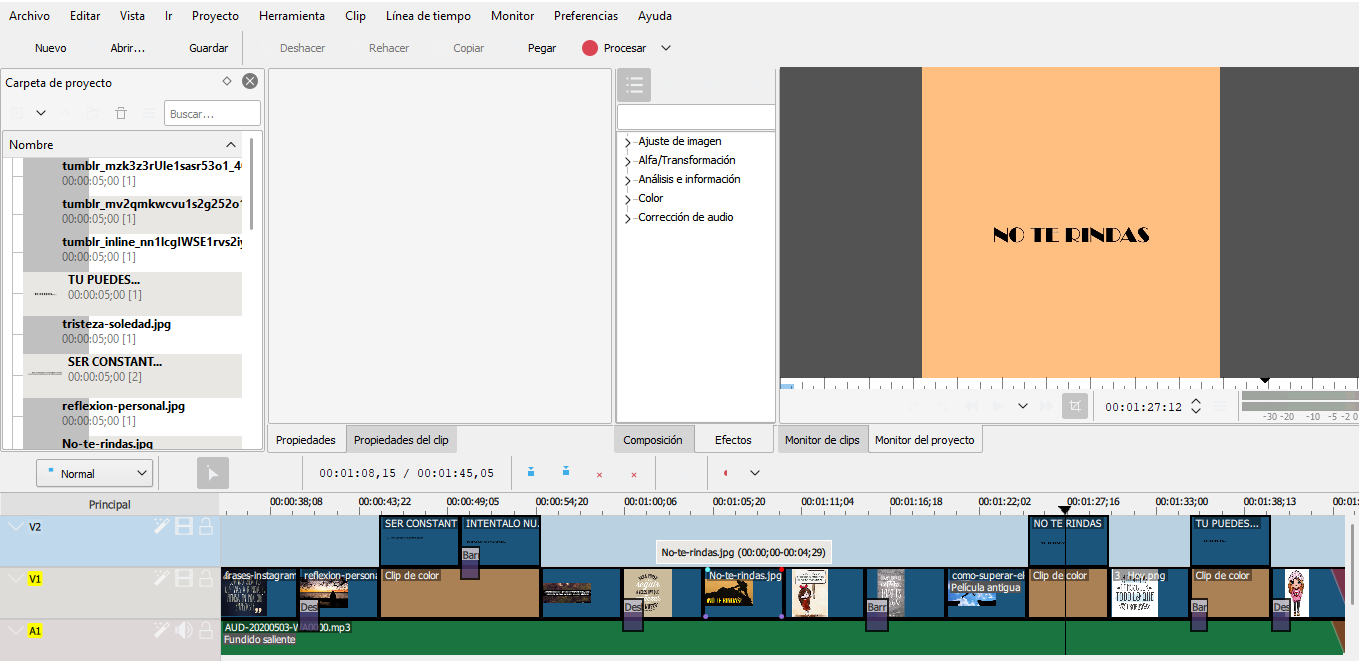 Archivo Editar Vista Ir Proyecto Herramienta Clip Línea de tiempo Monitor Preferencias Ayuda
Nuevo Abrir... Guardar Deshacer Rehacer Copiar Pegar Procesar
Carpeta de proyecto
Buscar...
Nombre
tumblr_mzk3z3rUle1sasr53o1_4
00:00:05;00 [1]
tumblr_mv2qmkwcvu1s2g252o1
00:00:05;00 [1]
tumblr_inline_nn1lcgIWSE1rvs2iy
00:00:05;00 [1]
TU PUEDES...
00:00:05;00 [1]
tristeza-soledad.jpg
00:00:05;00 [1]
SER CONSTANT...
00:00:05;00 [2]
reflexion-personal.jpg
00:00:05;00 [1]
No-te-rindas.jpg
Ajuste de imagen
Alfa/Transformación
Análisis e información
Color
Corrección de audio
NO TE RINDAS
00:01:27:12
-30 -20 -10 -5 -2 0
Propiedades Propiedades del clip Composición Efectos Monitor de clips Monitor del proyecto
Normal 00:01:08,15 / 00:01:45,05
Principal 00:00:38;08 00:00:43;22 00:00:49;05 00:00:54;20 00:01:00;06 00:01:05;20 00:01:11;04 00:01:16;18 00:01:22;02 00:01:27;16 00:01:33;00 00:01:38;13 00:01:
V2 SER CONSTANT INTENTALO NU. NO TE RINDAS TU PUEDES...
Barr
No-te-rindas.jpg (00:00;00-00:04;29)
V1 frases-instagram reflexion-persona Clip de color No-te-rindas.jpg como-superar-el Clip de color 3_Hoy.png Clip de color
Película antigua
NO TE RINDAS!
Des Des Barr Bar Des
A1 AUD-20200503-WA0000.mp3
Fundido saliente